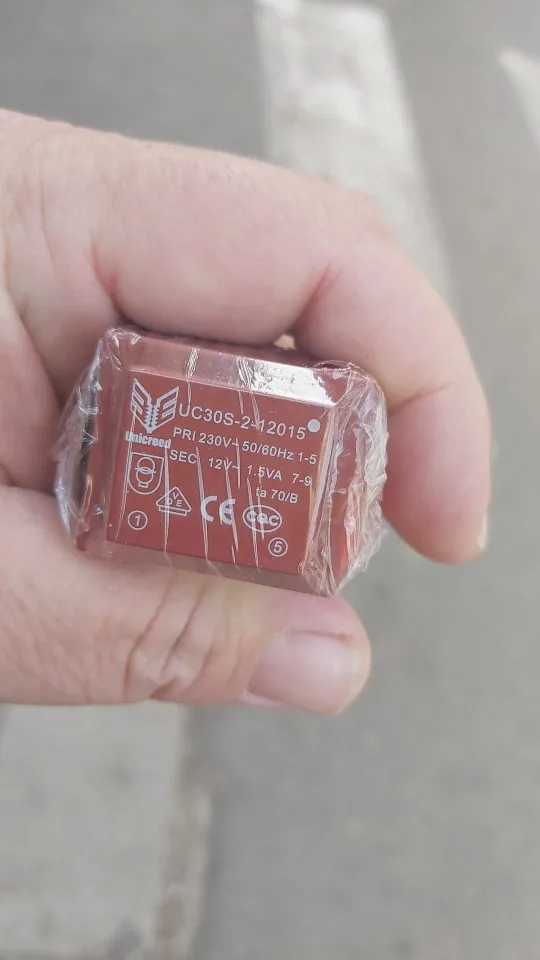 UC30S-2-12015
Unicreed
PRI 230V~ 50/60Hz 1-5
SEC 12V~ 1.5VA 7-9
ta 70/B
VDE
CE
CQC
1
5